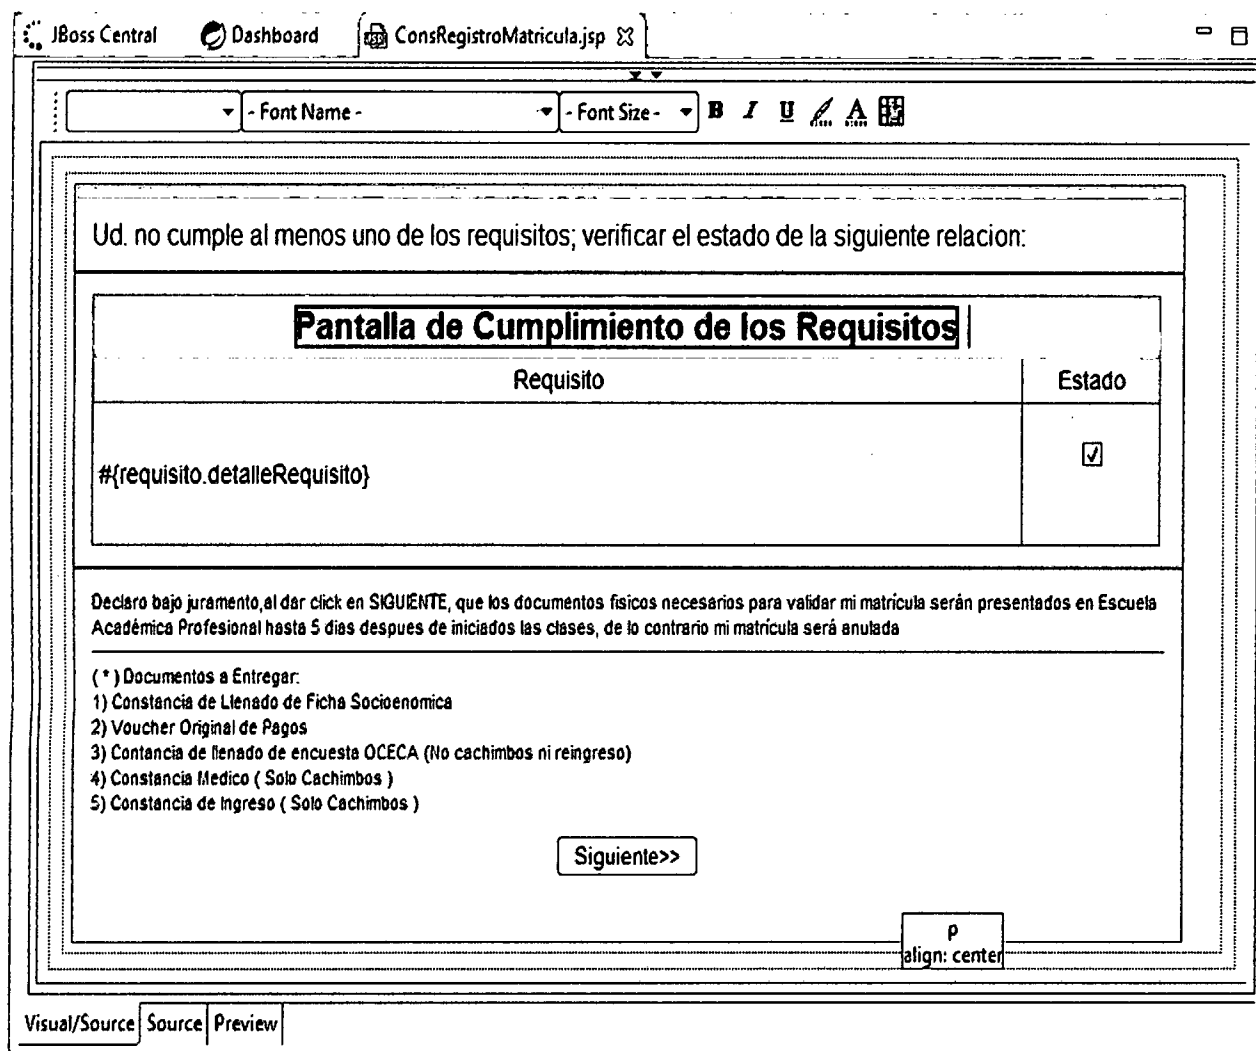 JBoss Central Dashboard ConsRegistroMatricula.jsp
- Font Name - - Font Size - B I U A
Ud. no cumple al menos uno de los requisitos; verificar el estado de la siguiente relacion:
Pantalla de Cumplimiento de los Requisitos
Requisito Estado
#{requisito.detalleRequisito}
Declaro bajo juramento,al dar click en SIGUIENTE, que los documentos fisicos necesarios para validar mi matrícula serán presentados en Escuela
Académica Profesional hasta 5 dias despues de iniciados las clases, de lo contrario mi matrícula será anulada
( * ) Documentos a Entregar:
1) Constancia de Llenado de Ficha Socioenomica
2) Voucher Original de Pagos
3) Contancia de llenado de encuesta OCECA (No cachimbos ni reingreso)
4) Constancia Medico ( Solo Cachimbos )
5) Constancia de Ingreso ( Solo Cachimbos )
Siguiente>>
p
align: center
Visual/Source Source Preview